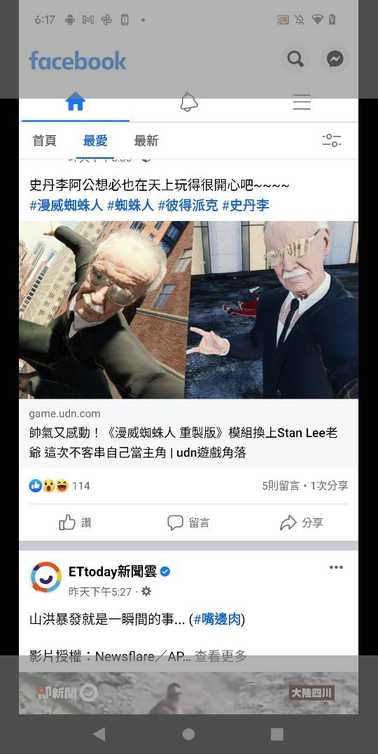 6:17
facebook
首頁 最愛 最新
史丹李阿公想必也在天上玩得很開心吧~~~~
#漫威蜘蛛人 #蜘蛛人 #彼得派克 #史丹李
game.udn.com
帥氣又感動！《漫威蜘蛛人 重製版》模組換上Stan Lee老
爺 這次不客串自己當主角 | udn遊戲角落
114 5則留言・1次分享
讚 留言 分享
ETtoday新聞雲
昨天下午5:27
山洪暴發就是一瞬間的事... (#嘴邊肉)
影片授權：Newsflare／AP... 查看更多
新聞 大陸四川